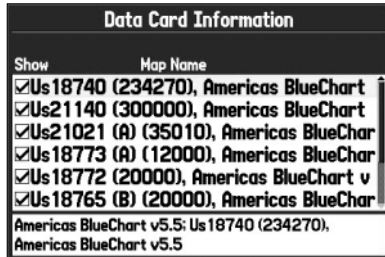 Data Card Information
Show Map Name
Us18740 (234270), Americas BlueChart
Us21140 (300000), Americas BlueChart
Us21021 (A) (35010), Americas BlueChar
Us18773 (A) (12000), Americas BlueChar
Us18772 (20000), Americas BlueChart v
Us18765 (B) (20000), Americas BlueChar
Americas BlueChart v5.5; Us18740 (234270),
Americas BlueChart v5.5